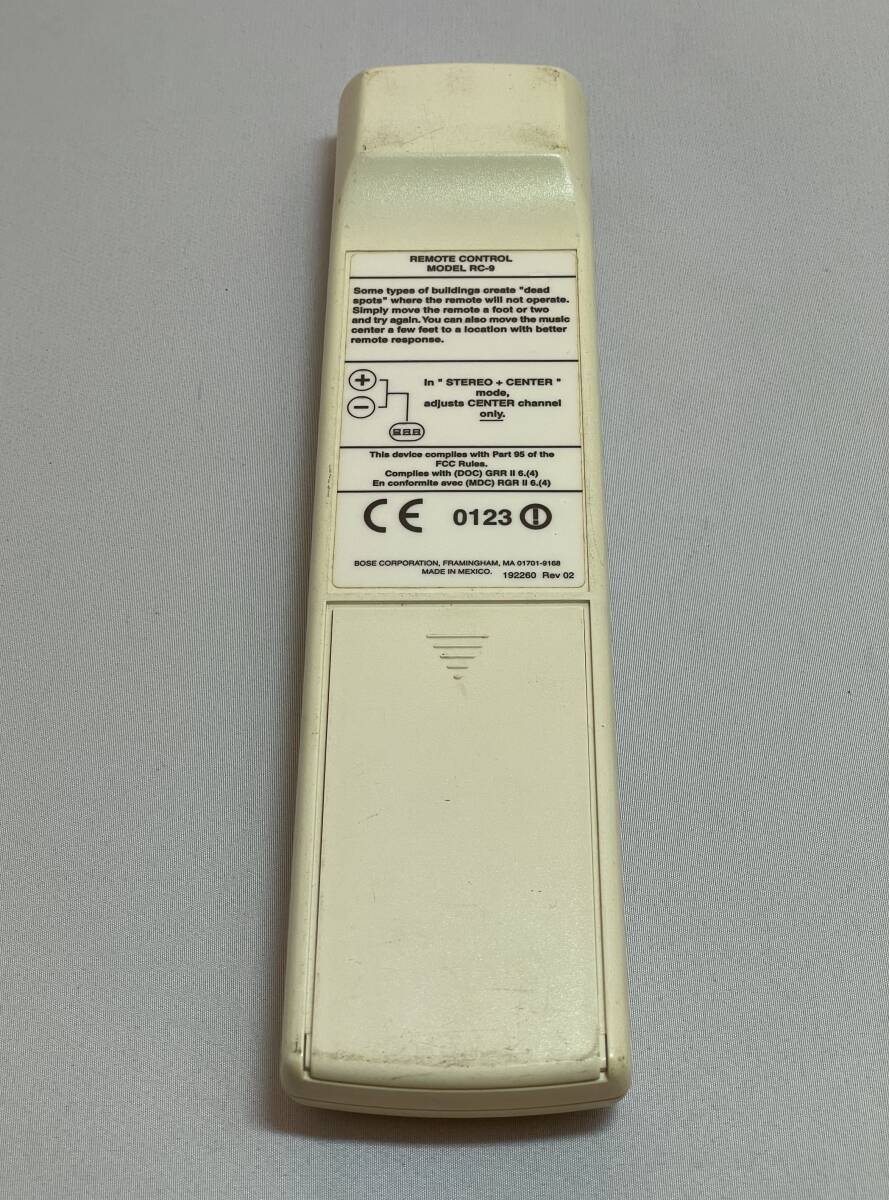 REMOTE CONTROL
MODEL RC-9
Some types of buildings create "dead
spots" where the remote will not operate.
Simply move the remote a foot or two
and try again. You can also move the music
center a few feet to a location with better
remote response.
In " STEREO + CENTER "
mode,
adjusts CENTER channel
only.
This device complies with Part 95 of the
FCC Rules.
Complies with (DOC) GRR II 6.(4)
En conformite avec (MDC) RGR II 6.(4)
CE 0123
BOSE CORPORATION, FRAMINGHAM, MA 01701-9168
MADE IN MEXICO. 192260 Rev 02